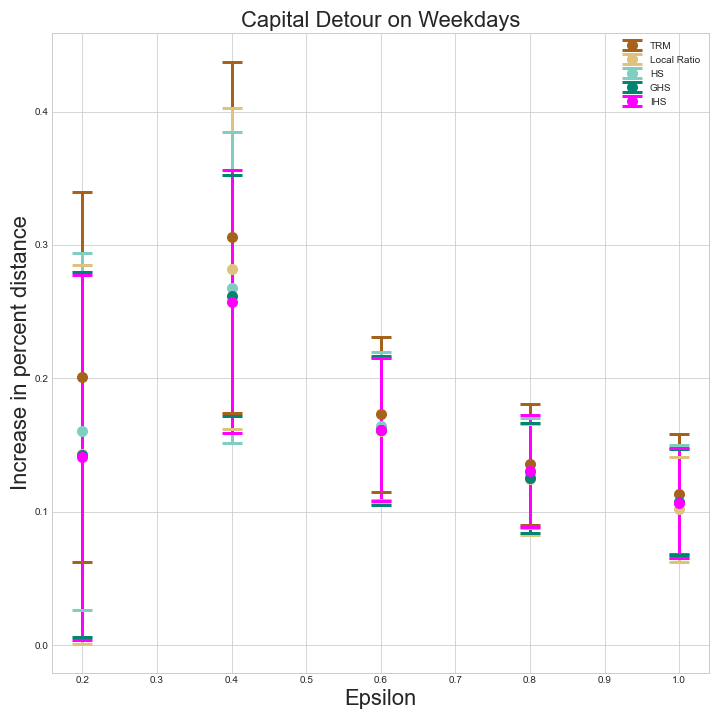 Capital Detour on Weekdays
TRM
Local Ratio
HS
GHS
IHS
Increase in percent distance
0.4
0.3
0.2
0.1
0.0
0.2 0.3 0.4 0.5 0.6 0.7 0.8 0.9 1.0
Epsilon